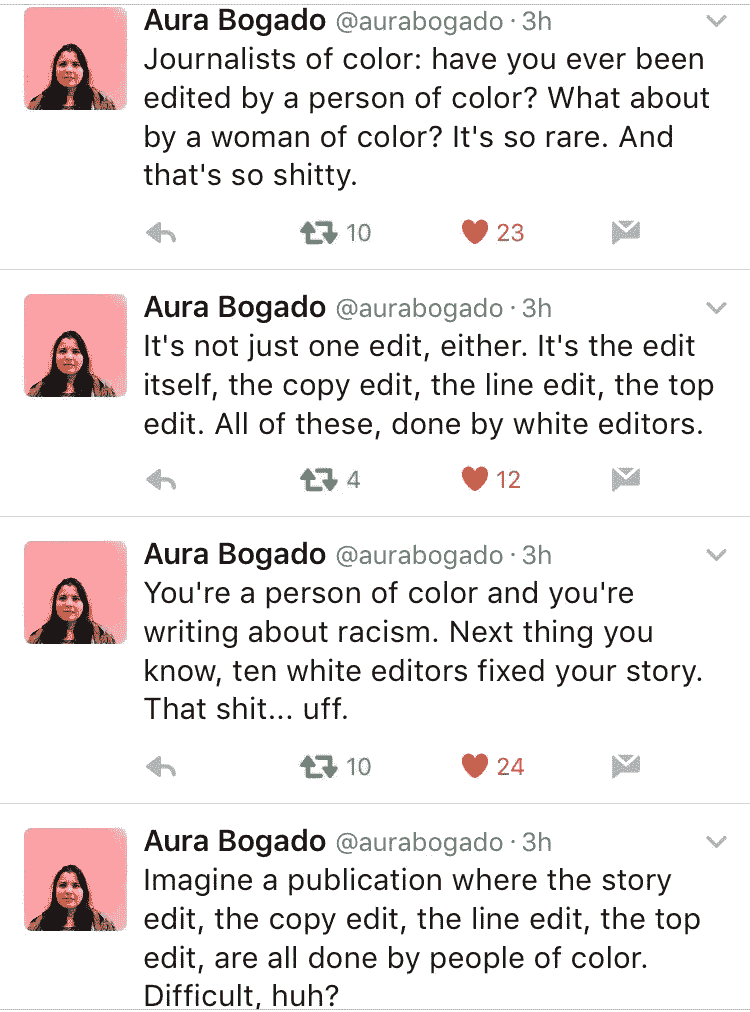 Aura Bogado @aurabogado · 3h
Journalists of color: have you ever been
edited by a person of color? What about
by a woman of color? It's so rare. And
that's so shitty.
10 23
Aura Bogado @aurabogado · 3h
It's not just one edit, either. It's the edit
itself, the copy edit, the line edit, the top
edit. All of these, done by white editors.
4 12
Aura Bogado @aurabogado · 3h
You're a person of color and you're
writing about racism. Next thing you
know, ten white editors fixed your story.
That shit... uff.
10 24
Aura Bogado @aurabogado · 3h
Imagine a publication where the story
edit, the copy edit, the line edit, the top
edit, are all done by people of color.
Difficult, huh?